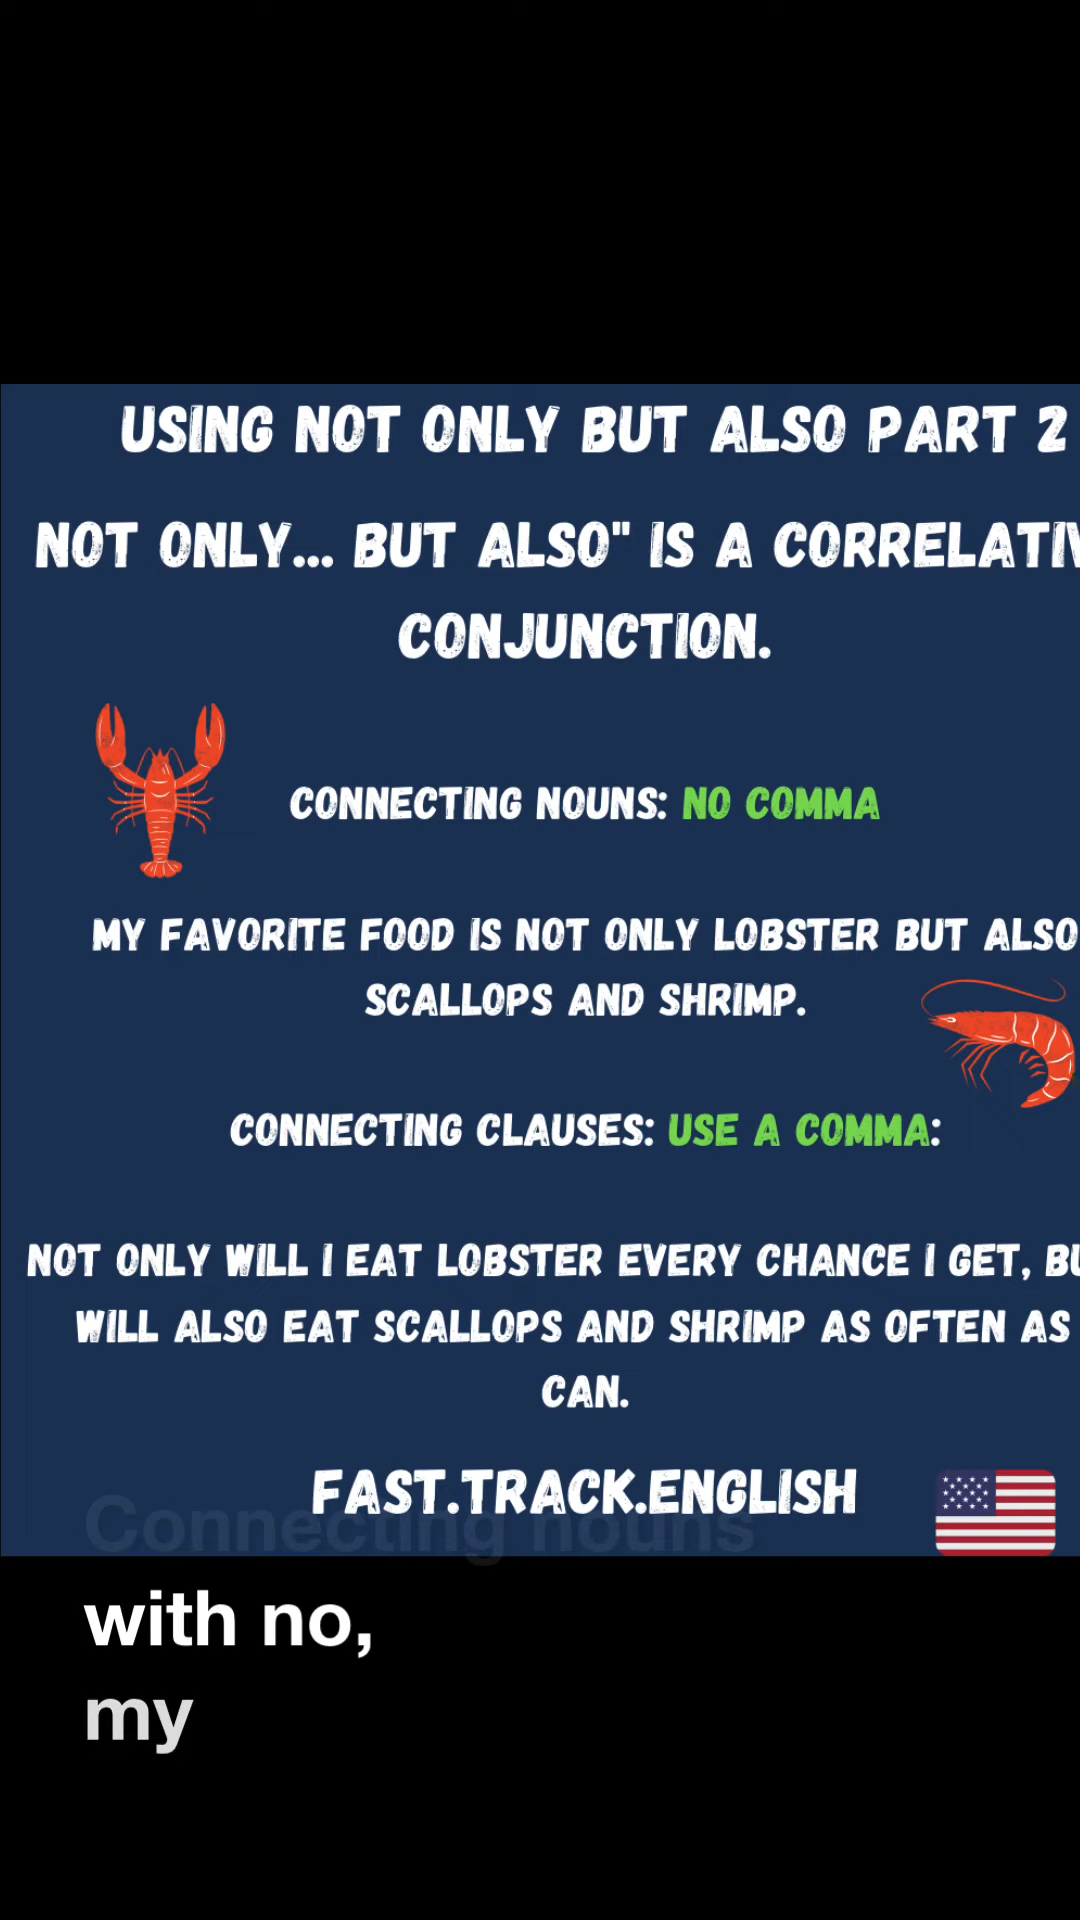 USING NOT ONLY BUT ALSO PART 2
NOT ONLY... BUT ALSO" IS A
CONJUNCTION.
CONNECTING NOUNS: NO COMMA
MY FAVORITE FOOD IS NOT ONLY LOBSTER BUT ALSO
SCALLOPS AND SHRIMP.
CONNECTING CLAUSES: USE A COMMA:
NOT ONLY WILL I EAT LOBSTER EVERY CHANCE I GET,
WILL ALSO EAT SCALLOPS AND SHRIMP AS OFTEN AS
CAN.
FAST.TRACK.ENGLISH
Connecting nouns
with no,
my